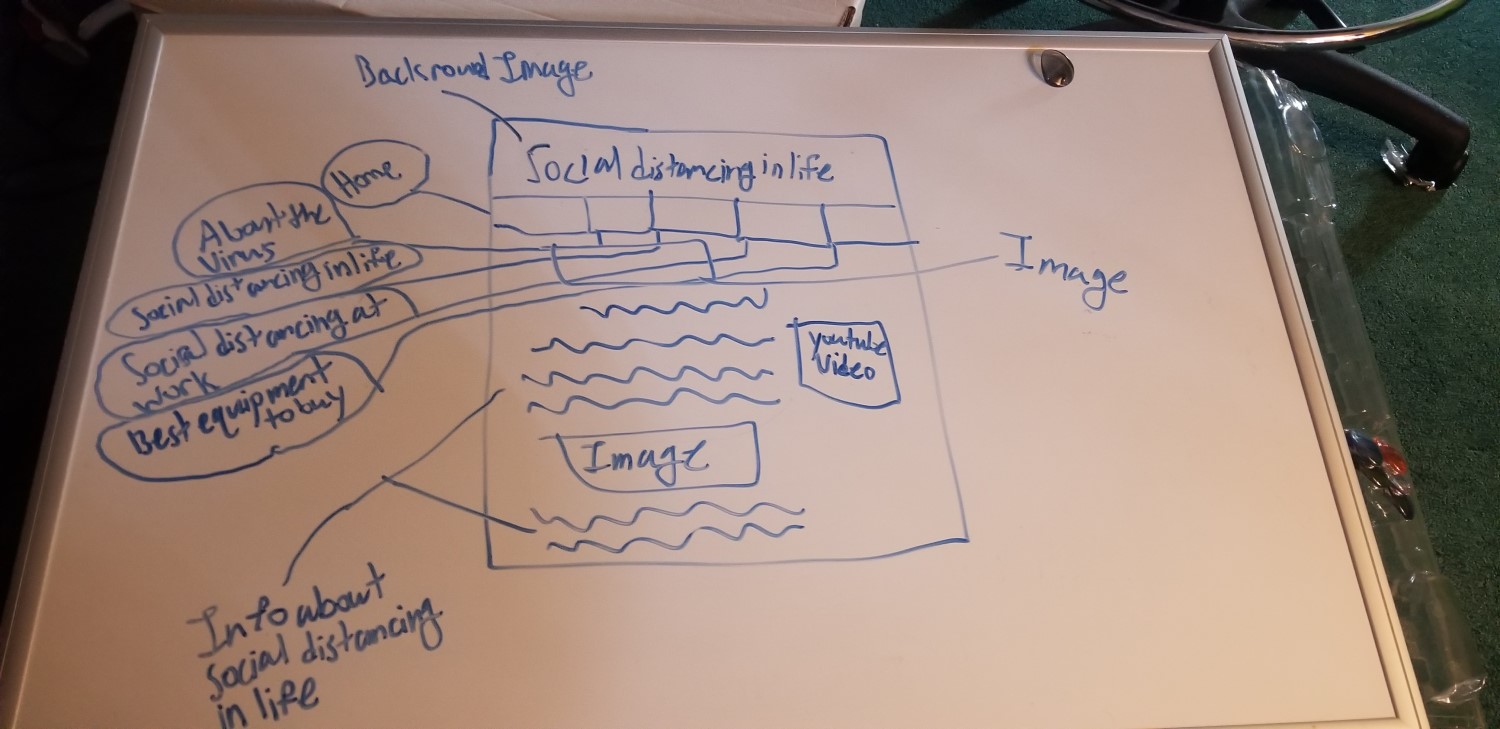 Backround Image
Social distancing in life
Home
About the
Virus
Social distancing in life
Social distancing at
work
Best equipment
to buy
Image
youtube
Video
Image
Info about
social distancing
in life